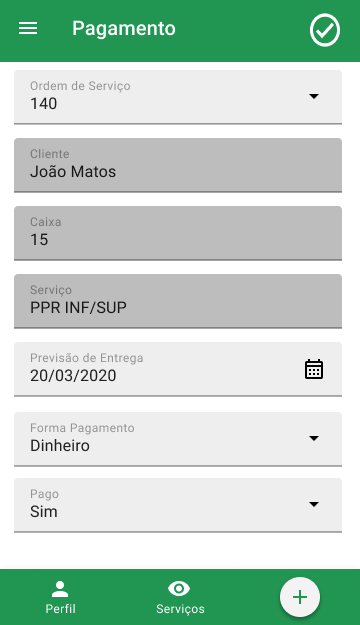 Pagamento
Ordem de Serviço
140
Cliente
João Matos
Caixa
15
Serviço
PPR INF/SUP
Previsão de Entrega
20/03/2020
Forma Pagamento
Dinheiro
Pago
Sim
Perfil
Serviços